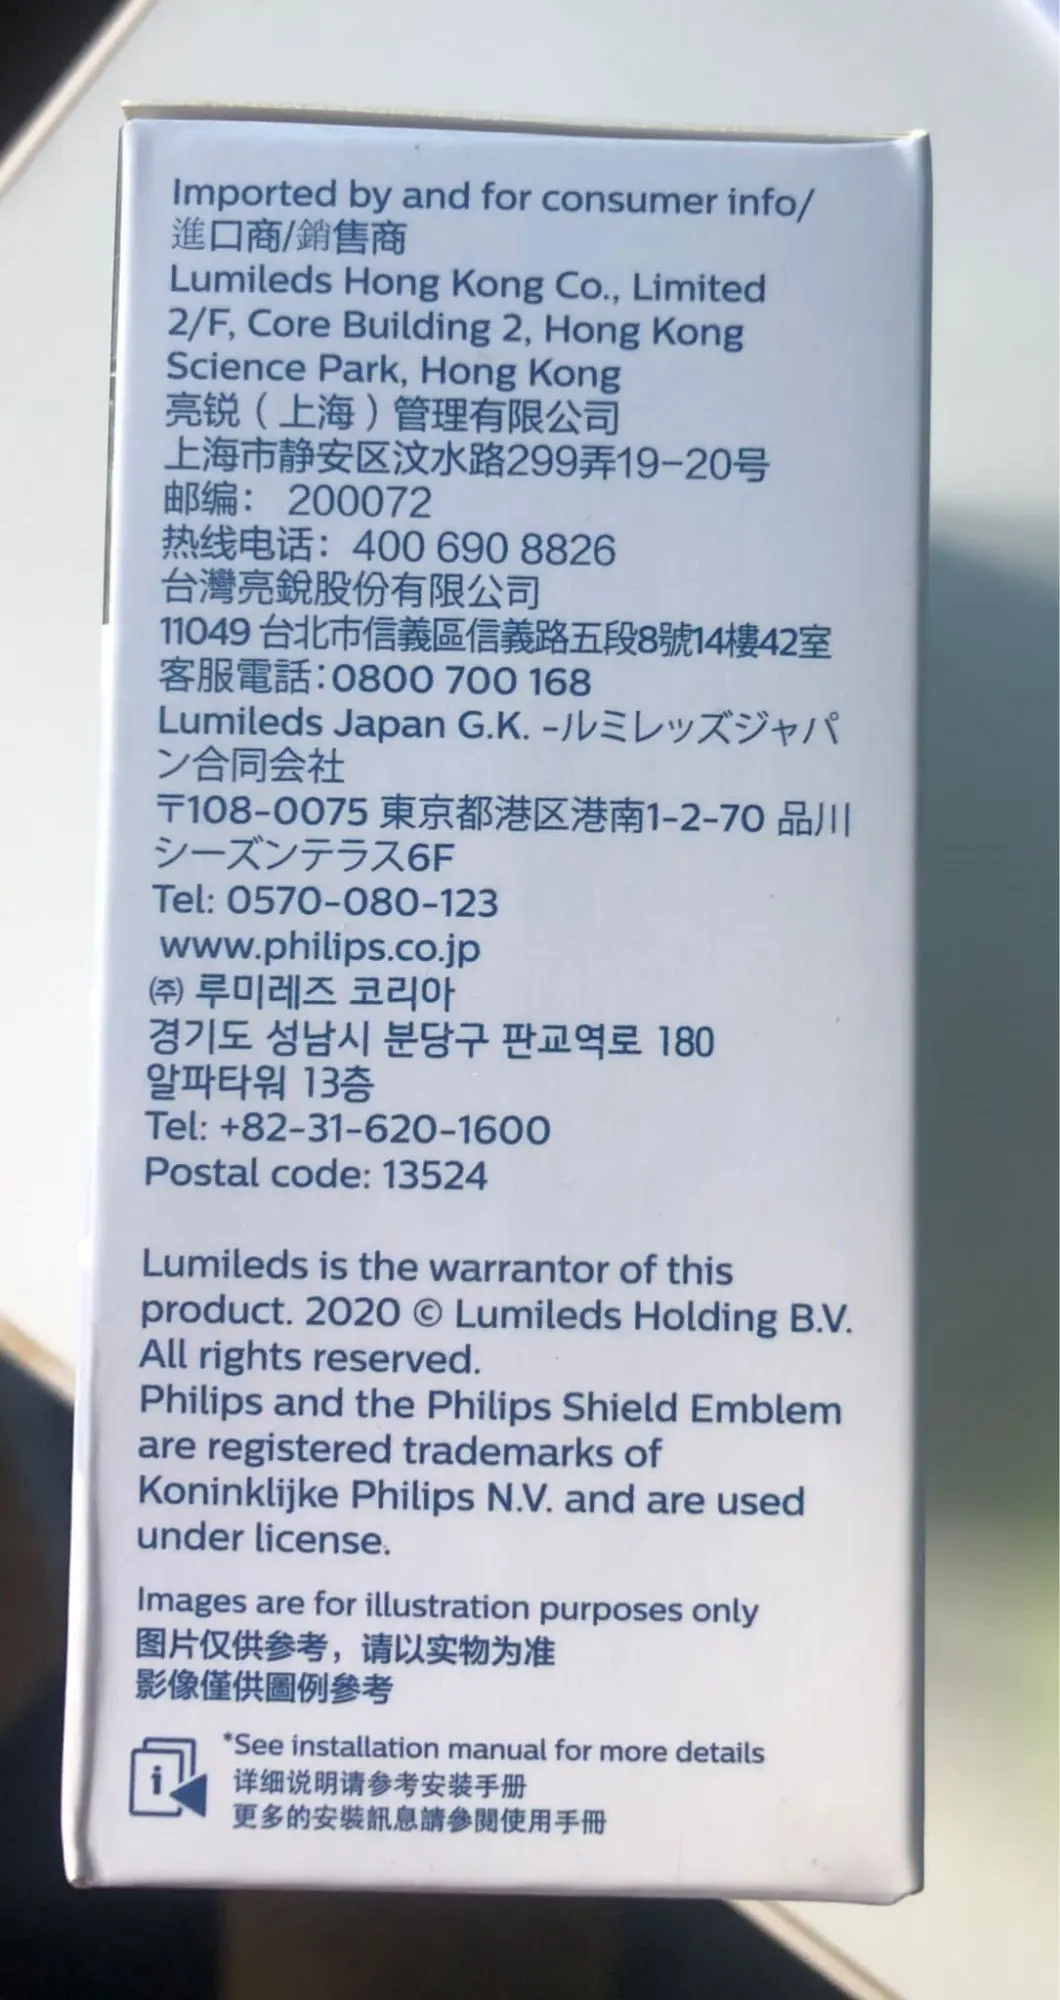 Imported by and for consumer info/
進口商/銷售商
Lumileds Hong Kong Co., Limited
2/F, Core Building 2, Hong Kong
Science Park, Hong Kong
亮锐（上海）管理有限公司
上海市静安区汶水路299弄19-20号
邮编： 200072
热线电话： 400 690 8826
台灣亮銳股份有限公司
11049 台北市信義區信義路五段8號14樓42室
客服電話：0800 700 168
Lumileds Japan G.K. -ルミレッズジャパ
ン合同会社
〒108-0075 東京都港区港南1-2-70 品川
シーズンテラス6F
Tel: 0570-080-123
www.philips.co.jp
㈜ 루미레즈 코리아
경기도 성남시 분당구 판교역로 180
알파타워 13층
Tel: +82-31-620-1600
Postal code: 13524
Lumileds is the warrantor of this
product. 2020 © Lumileds Holding B.V.
All rights reserved.
Philips and the Philips Shield Emblem
are registered trademarks of
Koninklijke Philips N.V. and are used
under license.
Images are for illustration purposes only
图片仅供参考，请以实物为准
影像僅供圖例參考
*See installation manual for more details
详细说明请参考安装手册
更多的安裝訊息請參閱使用手冊